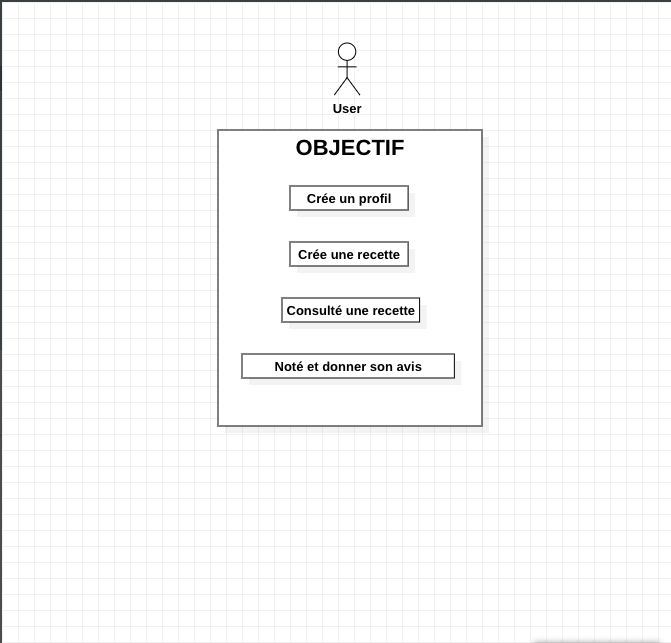 User
OBJECTIF
Crée un profil
Crée une recette
Consulté une recette
Noté et donner son avis